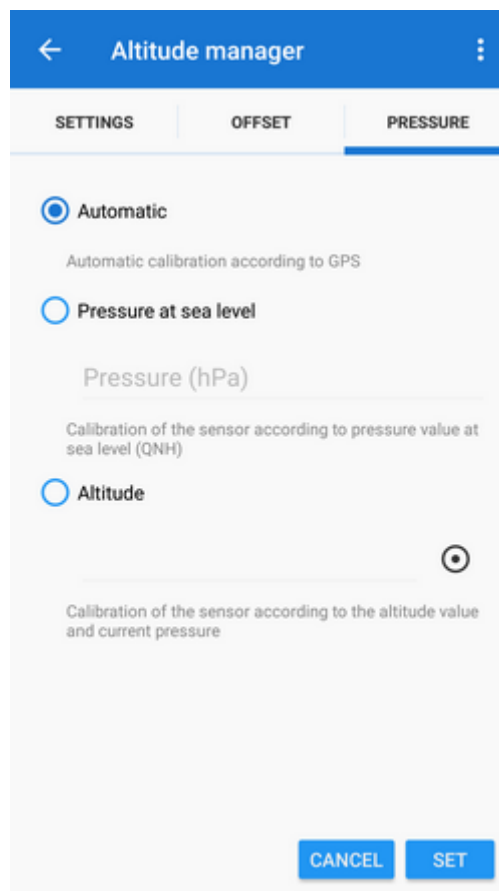 Altitude manager
SETTINGS OFFSET PRESSURE
Automatic
Automatic calibration according to GPS
Pressure at sea level
Pressure (hPa)
Calibration of the sensor according to pressure value at
sea level (QNH)
Altitude
Calibration of the sensor according to the altitude value
and current pressure
CANCEL SET